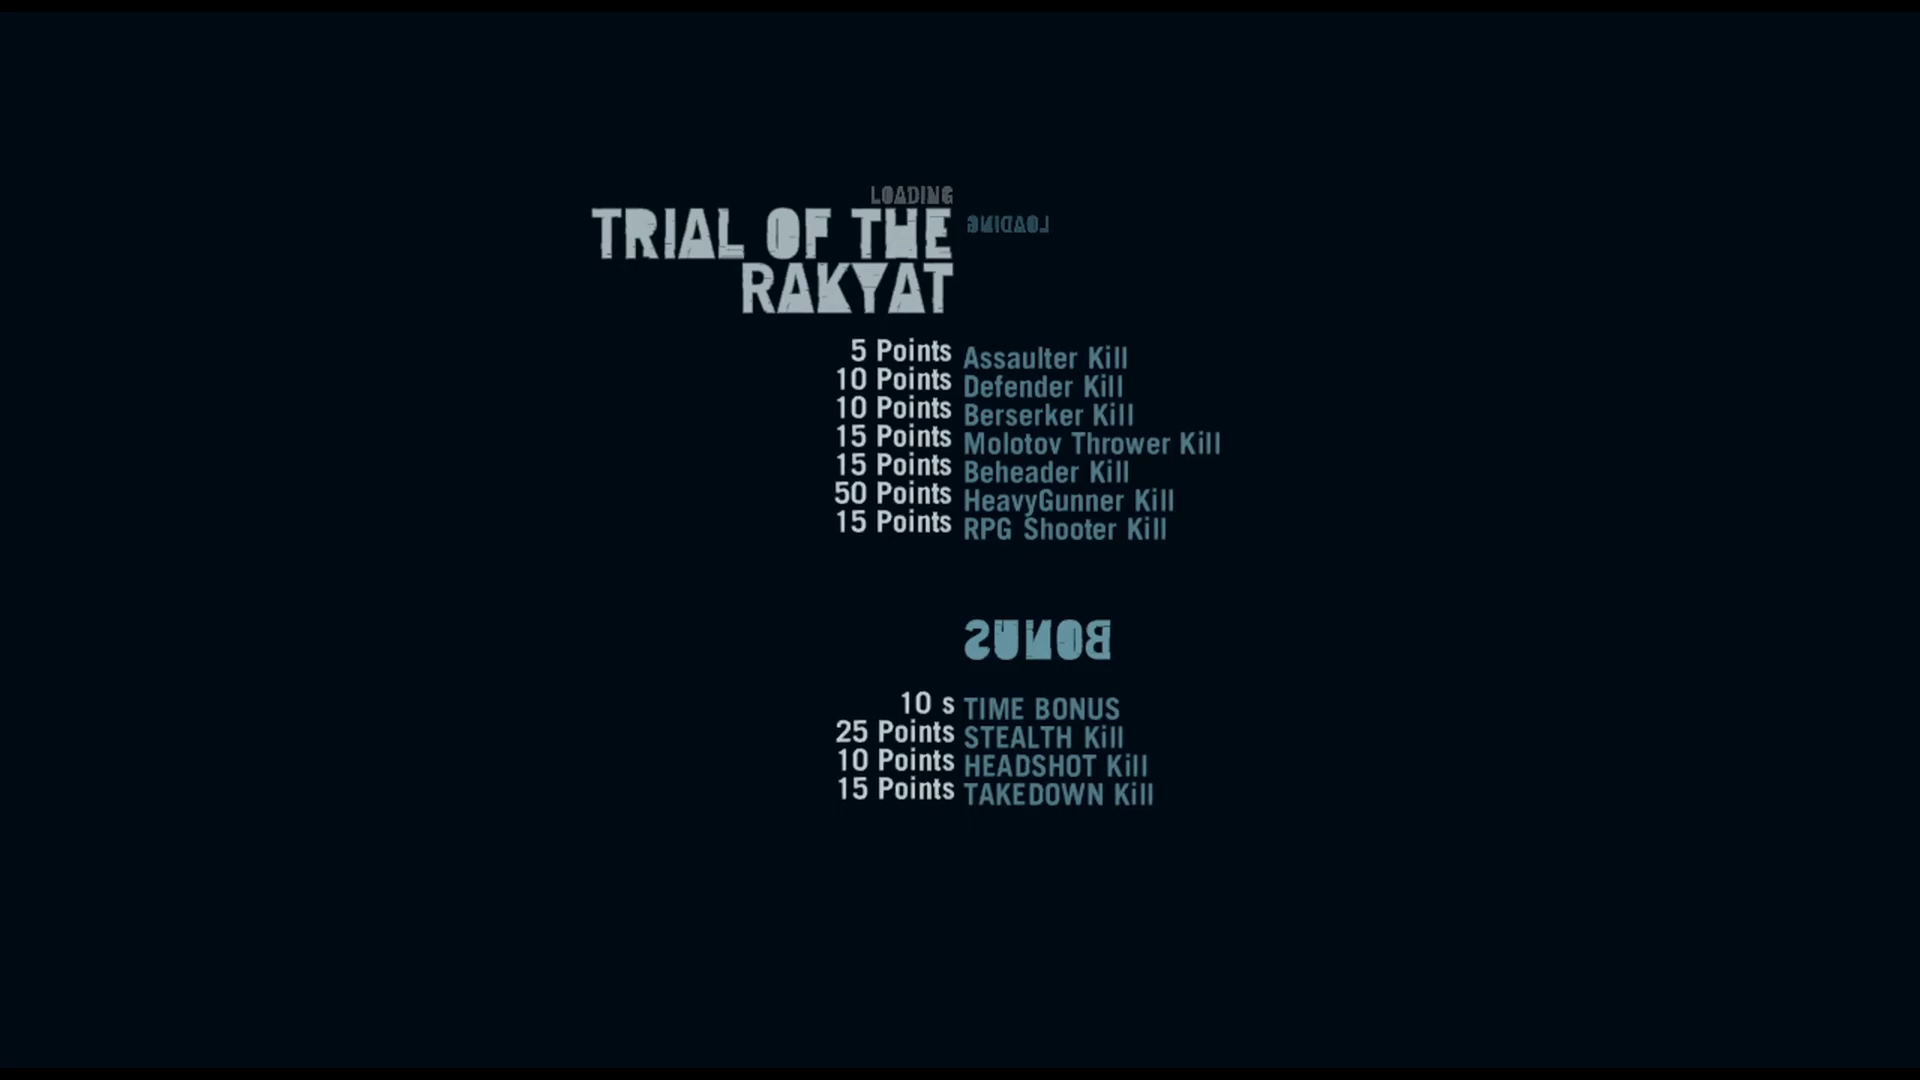 LOADING
TRIAL OF THE
LOADING
RAKYAT
5 Points Assaulter Kill
10 Points Defender Kill
10 Points Berserker Kill
15 Points Molotov Thrower Kill
15 Points Beheader Kill
50 Points HeavyGunner Kill
15 Points RPG Shooter Kill
BONUS
10 s TIME BONUS
25 Points STEALTH Kill
10 Points HEADSHOT Kill
15 Points TAKEDOWN Kill